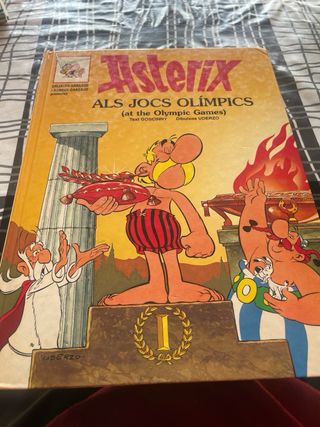 Asterix
ALS JOCS OLÍMPICS
(at the Olympic Games)
Text GOSCINNY Dibuixos UDERZO
I
UDERZO